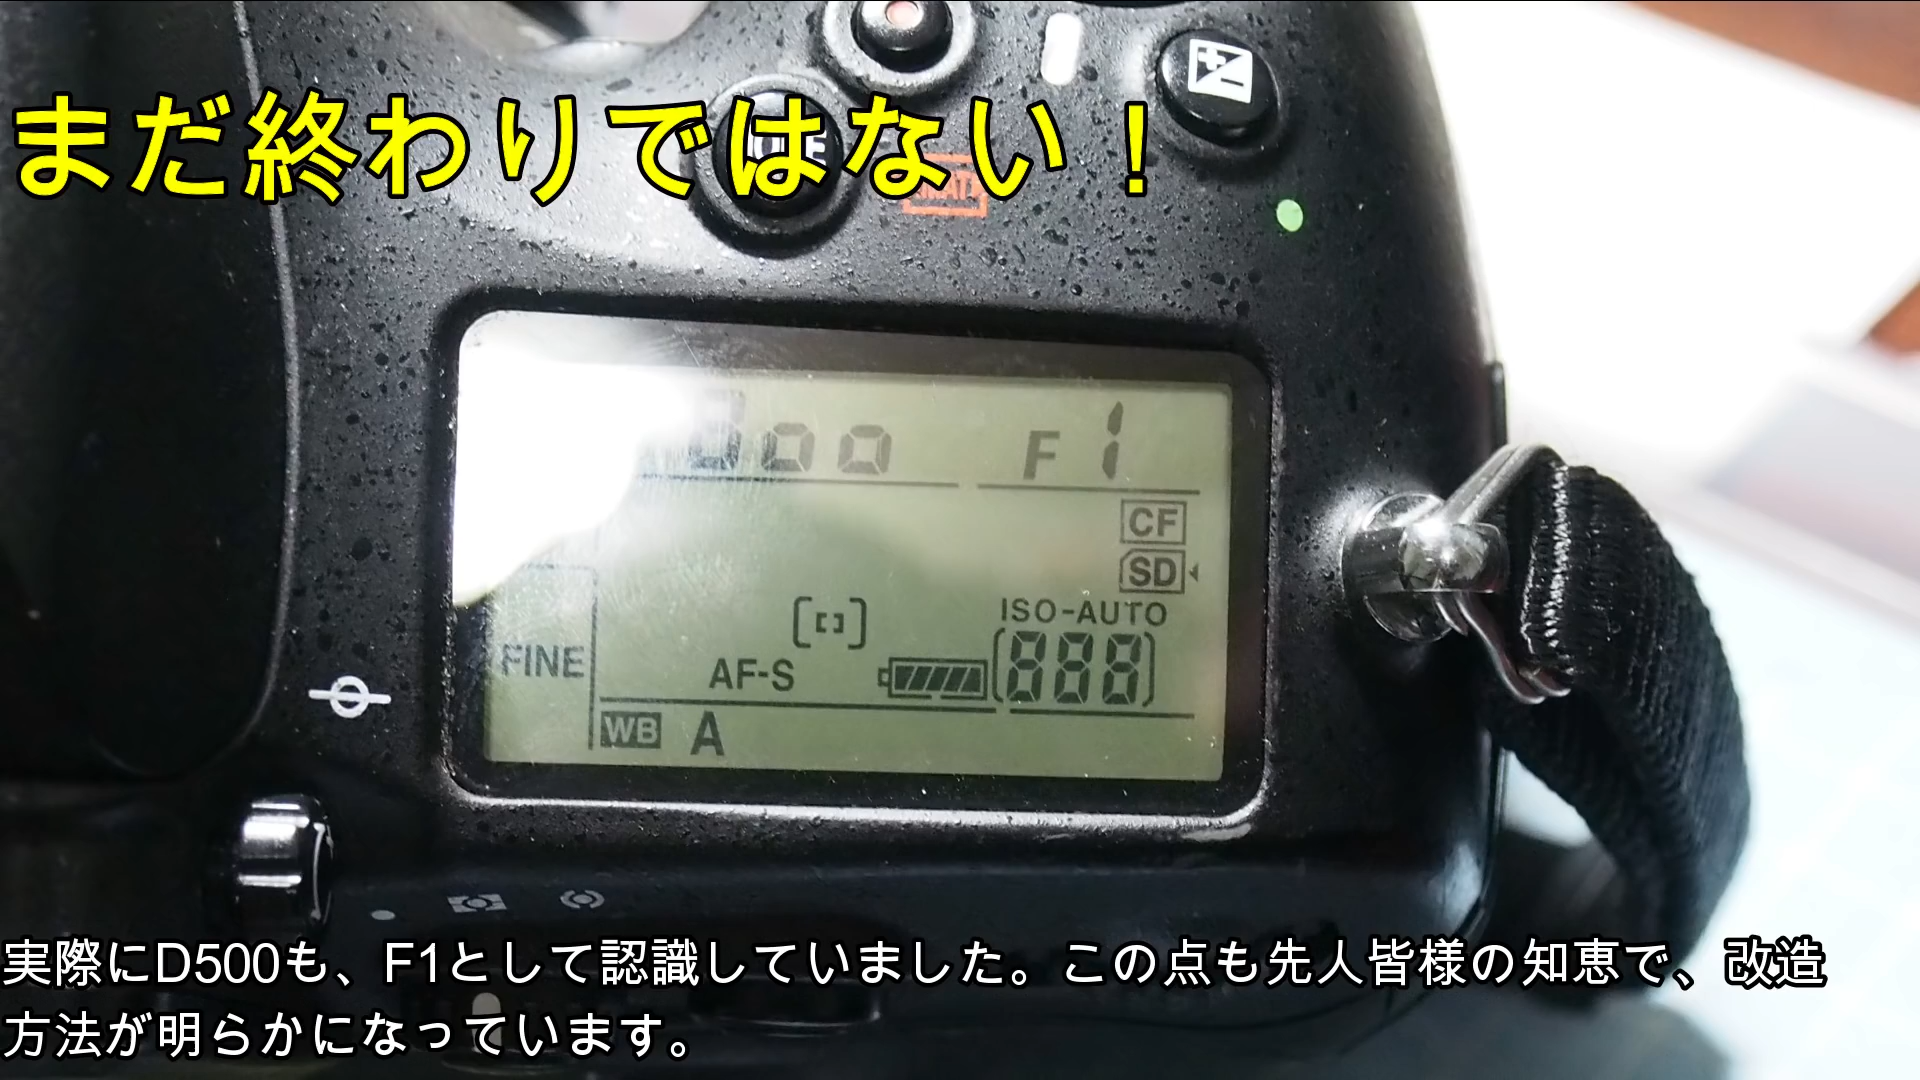 まだ終わりではない！
F 1
CF
SD
ISO-AUTO
[888]
FINE
AF-S
WB A
実際にD500も、F1として認識していました。この点も先人皆様の知恵で、改造
方法が明らかになっています。